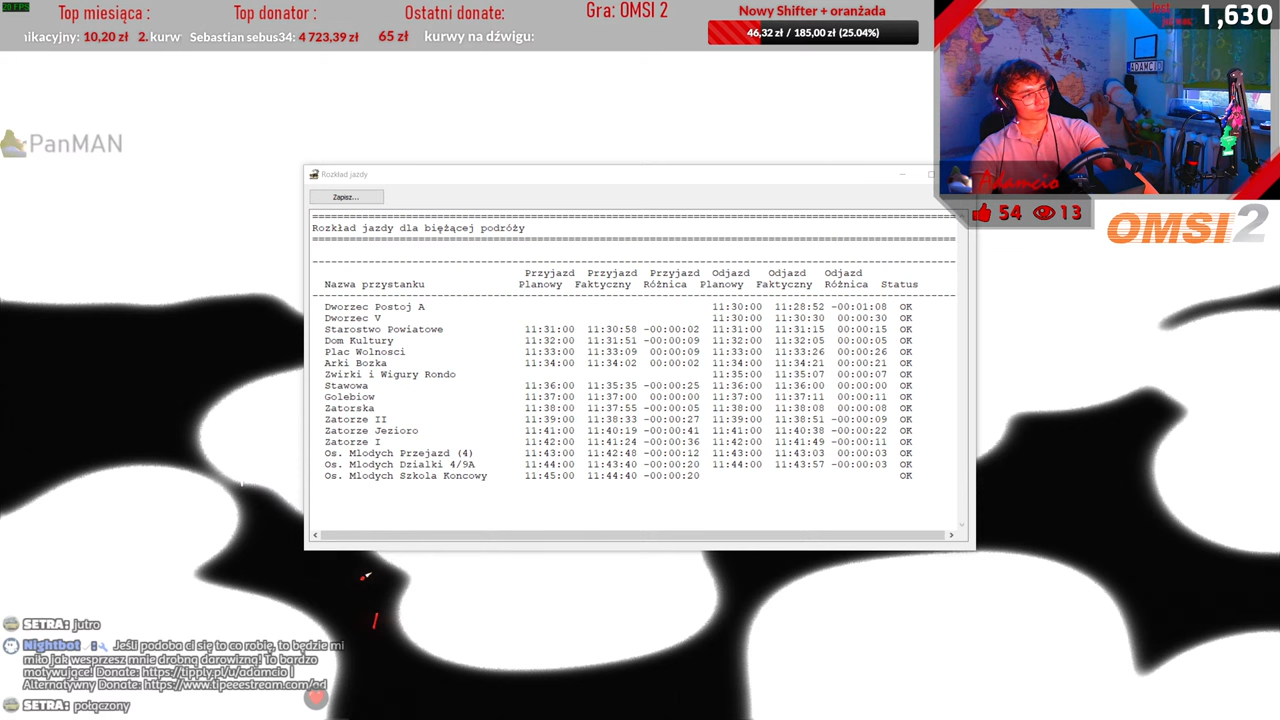 20 FPS
Top miesiąca :
Top donator :
Ostatni donate:
Gra: OMSI 2
Nowy Shifter + oranżada
1,630
nikacyjny: 10,20 zł 2. kurw
Sebastian sebus34: 4 723,39 zł
65 zł kurwy na dźwigu:
46,32 zł / 185,00 zł (25.04%)
ADAMCIO
PanMAN
Adamcio
54 13
OMSI 2
Rozkład jazdy
Zapisz...
Rozkład jazdy dla bieżącej podróży
Przyjazd Przyjazd Przyjazd Odjazd Odjazd Odjazd
Nazwa przystanku Planowy Faktyczny Różnica Planowy Faktyczny Różnica Status
Dworzec Postoj A 11:30:00 11:28:52 -00:01:08 OK
Dworzec V 11:30:00 11:30:30 00:00:30 OK
Starostwo Powiatowe 11:31:00 11:30:58 -00:00:02 11:31:00 11:31:15 00:00:15 OK
Dom Kultury 11:32:00 11:31:51 -00:00:09 11:32:00 11:32:05 00:00:05 OK
Plac Wolnosci 11:33:00 11:33:09 00:00:09 11:33:00 11:33:26 00:00:26 OK
Arki Bozka 11:34:00 11:34:02 00:00:02 11:34:00 11:34:21 00:00:21 OK
Zwirki i Wigury Rondo 11:35:00 11:35:07 00:00:07 OK
Stawowa 11:36:00 11:35:35 -00:00:25 11:36:00 11:36:00 00:00:00 OK
Golebiow 11:37:00 11:37:00 00:00:00 11:37:00 11:37:11 00:00:11 OK
Zatorska 11:38:00 11:37:55 -00:00:05 11:38:00 11:38:08 00:00:08 OK
Zatorze II 11:39:00 11:38:33 -00:00:27 11:39:00 11:38:51 -00:00:09 OK
Zatorze Jezioro 11:41:00 11:40:19 -00:00:41 11:41:00 11:40:38 -00:00:22 OK
Zatorze I 11:42:00 11:41:24 -00:00:36 11:42:00 11:41:49 -00:00:11 OK
Os. Mlodych Przejazd (4) 11:43:00 11:42:48 -00:00:12 11:43:00 11:43:03 00:00:03 OK
Os. Mlodych Dzialki 4/9A 11:44:00 11:43:40 -00:00:20 11:44:00 11:43:57 -00:00:03 OK
Os. Mlodych Szkola Koncowy 11:45:00 11:44:40 -00:00:20 OK
SETRA: jutro
Nightbot : Jeśli podoba ci się to co robię, to będzie mi
miło jak wesprzesz mnie drobną darowizną! To bardzo
motywujące! Donate: https://tipply.pl/u/adamcio |
Alternatywny Donate: https://www.tipeeestream.com/ad
SETRA: połączony